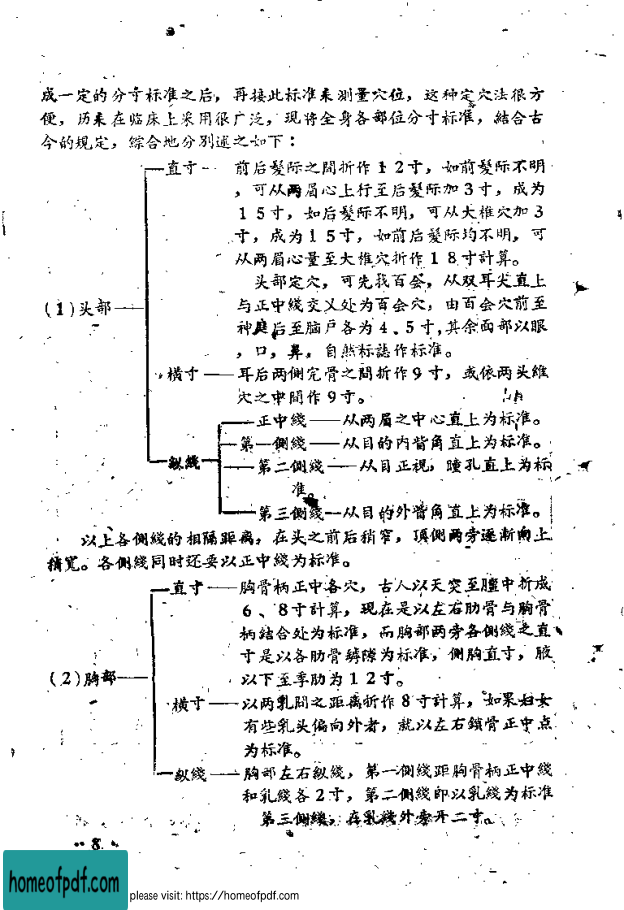 成一定的分寸标准之后，再接此标准来测量穴位，这种定穴法很方
便，历来在临床上采用很广泛，现将全身各部位分寸标准，結合古
今的規定，綜合地分別述之如下：
直寸 前后髮际之間折作12寸，如前髮际不明
，可从两眉心上行至后髮际加3寸，成为
15寸，如后髮际不明，可从大椎穴加3
寸，成为15寸，如前后髮际均不明，可
从两眉心量至大椎穴折作18寸計算。
头部定穴，可先找百会，从双耳尖直上
(1)头部 与正中綫交叉处为百会穴，由百会穴前至
神庭后至脑戶各为4、5寸，其余面部以眼
，口，鼻，自然标誌作标准。
橫寸——耳后两側完骨之間折作9寸，或依两头維
穴之中間作9寸。
正中綫——从两眉之中心直上为标准。
第一側綫——从目的内眥角直上为标准。
纵綫 第二側綫——从目正視，瞳孔直上为标
准。
第三側綫—从目的外眥角直上为标准。
以上各側綫的相隔距离，在头之前后稍窄，頂側两旁逐漸向上
稍宽。各側綫同时还要以正中綫为标准。
直寸——胸骨柄正中各穴，古人以天突至膻中折成
6、8寸計算，现在是以左右肋骨与胸骨
柄結合处为标准，而胸部两旁各側綫之直
寸是以各肋骨罅隙为标准，側胸直寸，腋
(2)胸部 以下至季肋为12寸。
橫寸——以两乳間之距离折作8寸計算，如果妇女
有些乳头偏向外者，就以左右鎖骨正中点
为标准。
纵綫——胸部左右纵綫，第一側綫距胸骨柄正中綫
和乳綫各2寸，第二側綫即以乳綫为标准
第三側綫，在乳綫外旁开二寸。
8
homeofpdf.com
please visit: https://homeofpdf.com